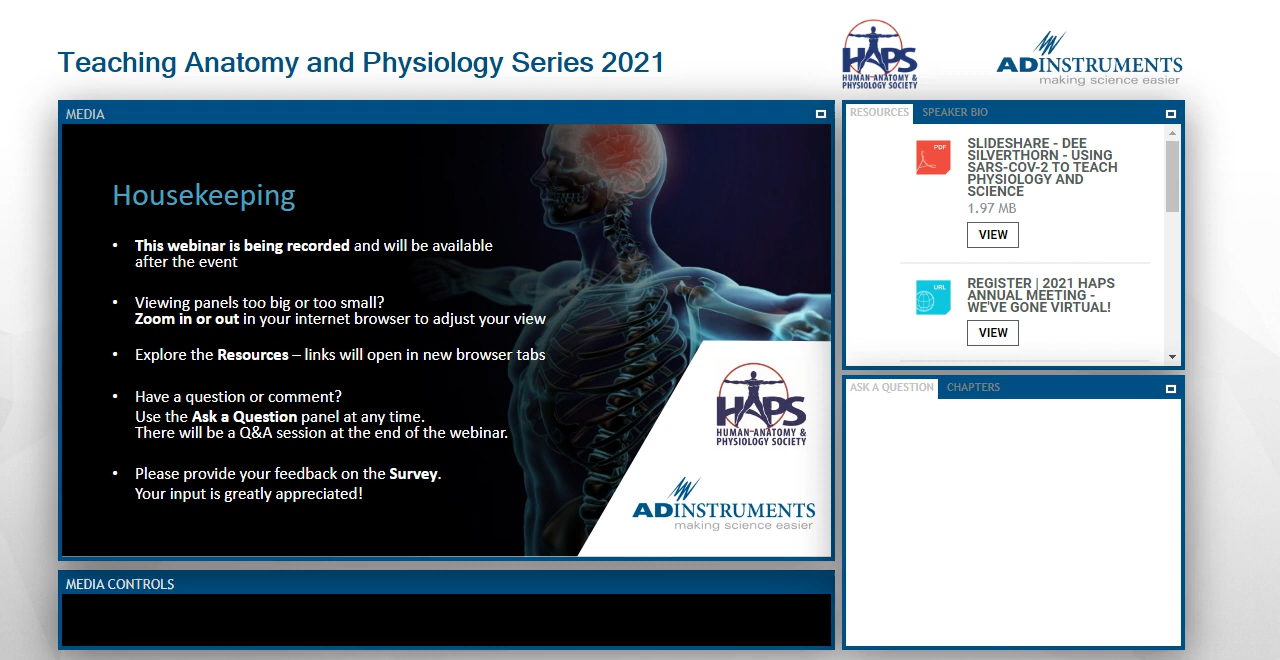 Teaching Anatomy and Physiology Series 2021
HAPS
HUMAN ANATOMY &
PHYSIOLOGY SOCIETY
ADINSTRUMENTS
making science easier
MEDIA
Housekeeping
• This webinar is being recorded and will be available
after the event
• Viewing panels too big or too small?
Zoom in or out in your internet browser to adjust your view
• Explore the Resources – links will open in new browser tabs
• Have a question or comment?
Use the Ask a Question panel at any time.
There will be a Q&A session at the end of the webinar.
• Please provide your feedback on the Survey.
Your input is greatly appreciated!
HAPS
HUMAN ANATOMY &
PHYSIOLOGY SOCIETY
ADINSTRUMENTS
making science easier
MEDIA CONTROLS
RESOURCES SPEAKER BIO
PDF
SLIDESHARE - DEE
SILVERTHORN - USING
SARS-COV-2 TO TEACH
PHYSIOLOGY AND
SCIENCE
1.97 MB
VIEW
URL
REGISTER | 2021 HAPS
ANNUAL MEETING -
WE'VE GONE VIRTUAL!
VIEW
ASK A QUESTION CHAPTERS